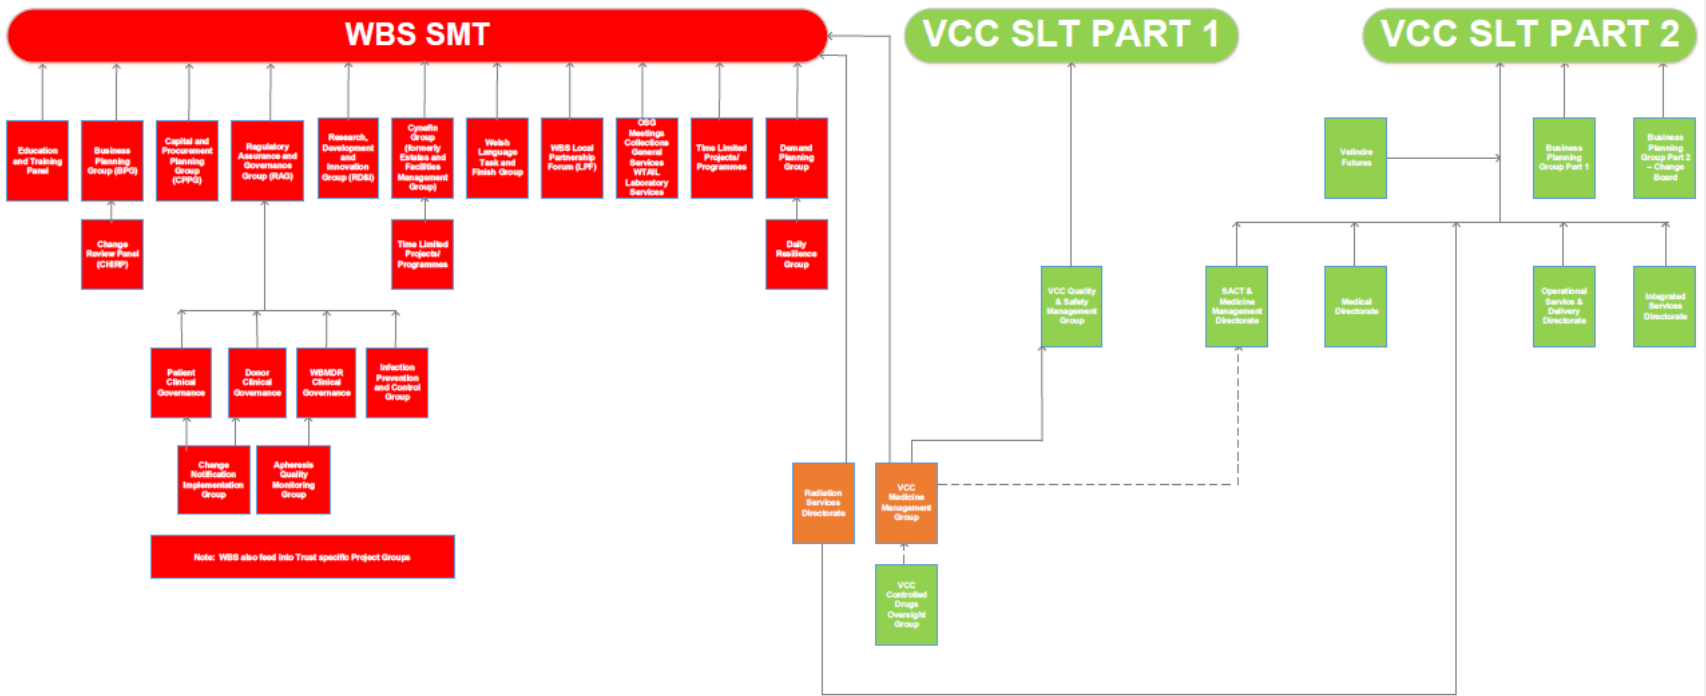 WBS SMT
VCC SLT PART 1
VCC SLT PART 2
Education
and Training
Panel
Business
Planning
Group (BPG)
Capital and
Procurement
Planning
Group
(CPPG)
Regulatory
Assurance and
Governance
Group (RAG)
Research,
Development
and
Innovation
Group (RD&I)
Cynefin
Group
(formerly
Estates and
Facilities
Management
Group)
Welsh
Language
Task and
Finish Group
WBS Local
Partnership
Forum (LPF)
OSG
Meetings
Collections
General
Services
WTAIL
Laboratory
Services
Time Limited
Projects/
Programmes
Demand
Planning
Group
Velindre
Futures
Business
Planning
Group Part 1
Business
Planning
Group Part 2
– Change
Board
Change
Review Panel
(CHIRP)
Time Limited
Projects/
Programmes
Daily
Resilience
Group
VCC Quality
& Safety
Management
Group
SACT &
Medicine
Management
Directorate
Medical
Directorate
Operational
Service &
Delivery
Directorate
Integrated
Services
Directorate
Patient
Clinical
Governance
Donor
Clinical
Governance
WBMDR
Clinical
Governance
Infection
Prevention
and Control
Group
Change
Notification
Implementation
Group
Apheresis
Quality
Monitoring
Group
Radiation
Services
Directorate
VCC
Medicine
Management
Group
Note: WBS also feed into Trust specific Project Groups
VCC
Controlled
Drugs
Oversight
Group